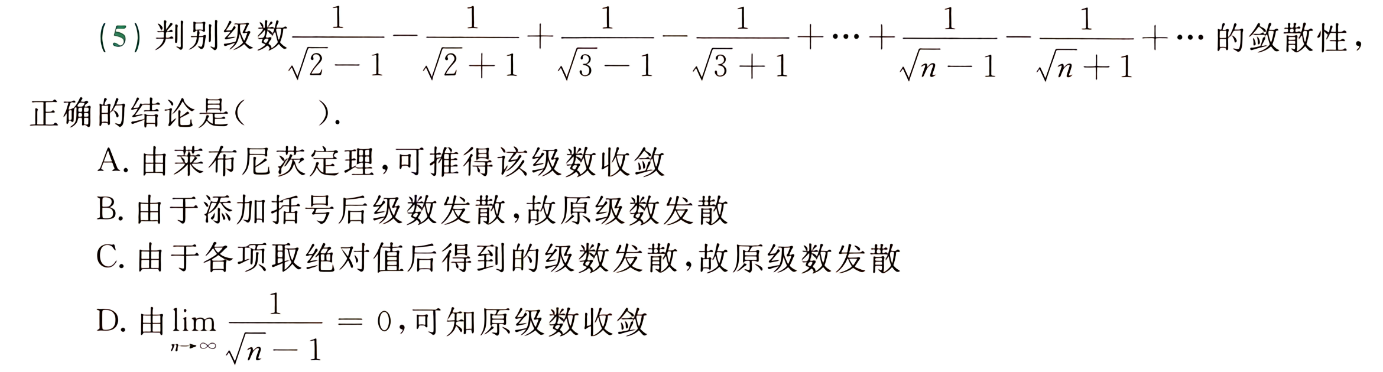 (5) 判别级数 $\frac{1}{\sqrt{2}-1}-\frac{1}{\sqrt{2}+1}+\frac{1}{\sqrt{3}-1}-\frac{1}{\sqrt{3}+1}+\cdots+\frac{1}{\sqrt{n}-1}-\frac{1}{\sqrt{n}+1}+\cdots$ 的敛散性,
正确的结论是(  ).
A. 由莱布尼茨定理,可推得该级数收敛
B. 由于添加括号后级数发散,故原级数发散
C. 由于各项取绝对值后得到的级数发散,故原级数发散
D. 由 $\lim_{n\to\infty}\frac{1}{\sqrt{n}-1}=0$,可知原级数收敛